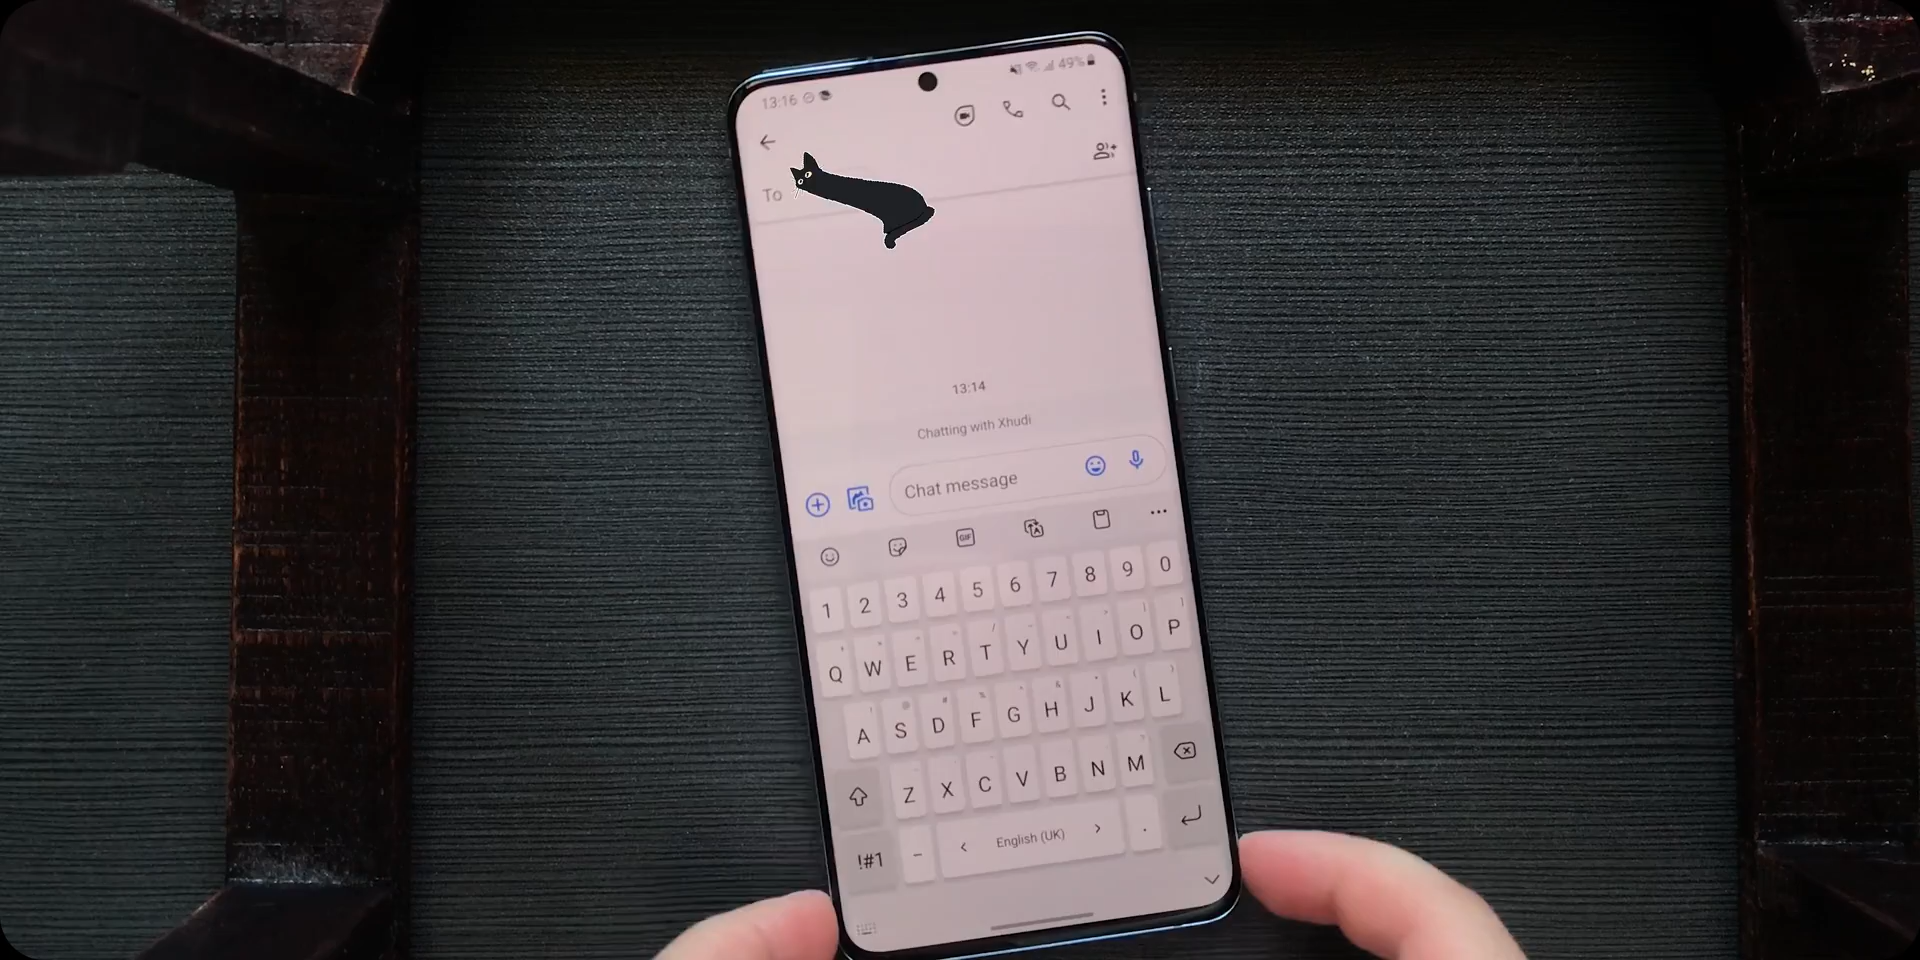 13:16
49%
To
13:14
Chatting with Xhudi
Chat message
GIF
1 2 3 4 5 6 7 8 9 0
Q W E R T Y U I O P
A S D F G H J K L
Z X C V B N M
!#1 - < English (UK) > .